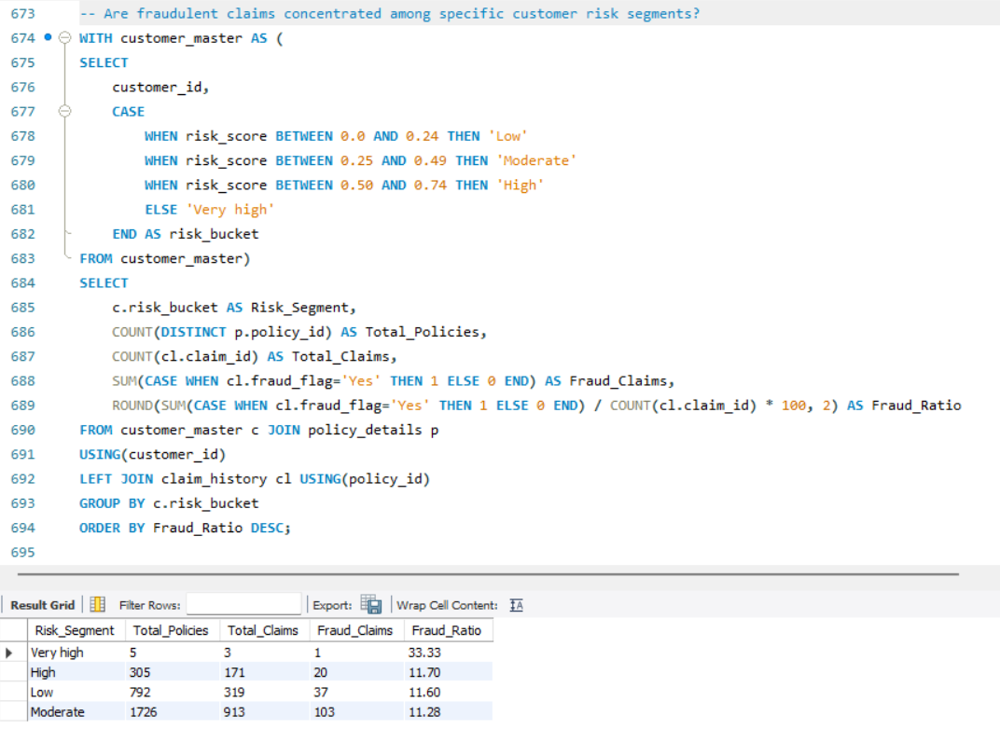 673 -- Are fraudulent claims concentrated among specific customer risk segments?
674 WITH customer_master AS (
675 SELECT
676 customer_id,
677 CASE
678 WHEN risk_score BETWEEN 0.0 AND 0.24 THEN 'Low'
679 WHEN risk_score BETWEEN 0.25 AND 0.49 THEN 'Moderate'
680 WHEN risk_score BETWEEN 0.50 AND 0.74 THEN 'High'
681 ELSE 'Very high'
682 END AS risk_bucket
683 FROM customer_master)
684 SELECT
685 c.risk_bucket AS Risk_Segment,
686 COUNT(DISTINCT p.policy_id) AS Total_Policies,
687 COUNT(cl.claim_id) AS Total_Claims,
688 SUM(CASE WHEN cl.fraud_flag='Yes' THEN 1 ELSE 0 END) AS Fraud_Claims,
689 ROUND(SUM(CASE WHEN cl.fraud_flag='Yes' THEN 1 ELSE 0 END) / COUNT(cl.claim_id) * 100, 2) AS Fraud_Ratio
690 FROM customer_master c JOIN policy_details p
691 USING(customer_id)
692 LEFT JOIN claim_history cl USING(policy_id)
693 GROUP BY c.risk_bucket
694 ORDER BY Fraud_Ratio DESC;
695
Result Grid Filter Rows: Export: Wrap Cell Content:
Risk_Segment Total_Policies Total_Claims Fraud_Claims Fraud_Ratio
Very high 5 3 1 33.33
High 305 171 20 11.70
Low 792 319 37 11.60
Moderate 1726 913 103 11.28